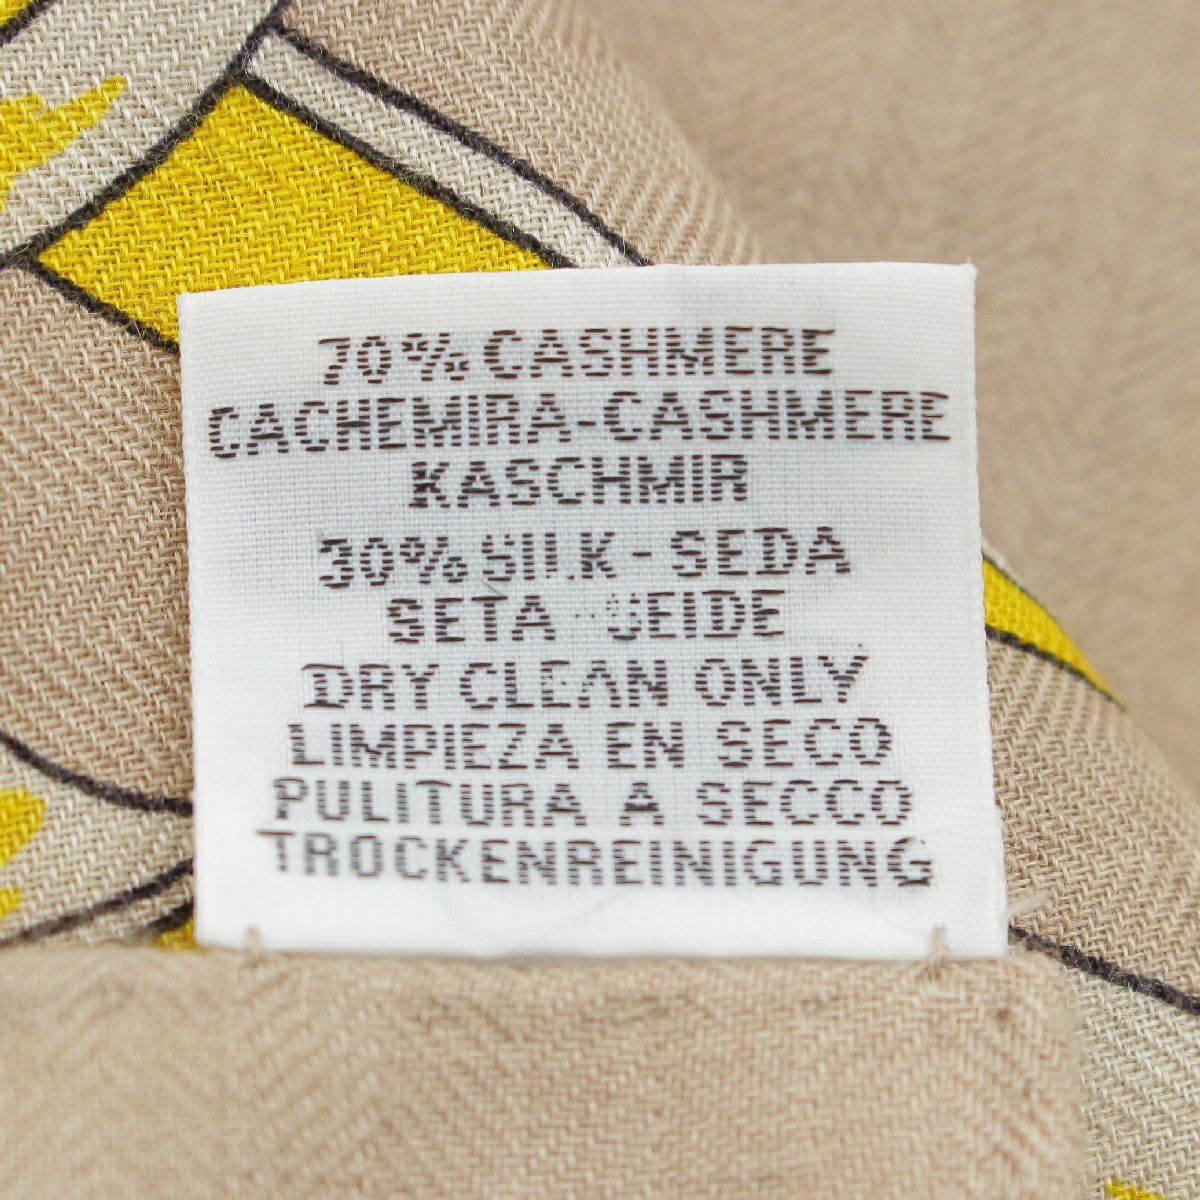 70% CASHMERE
CACHEMIRA-CASHMERE
KASCHMIR
30% SILK - SEDA
SETA - SEIDE
DRY CLEAN ONLY
LIMPIEZA EN SECO
PULITURA A SECCO
TROCKENREINIGUNG